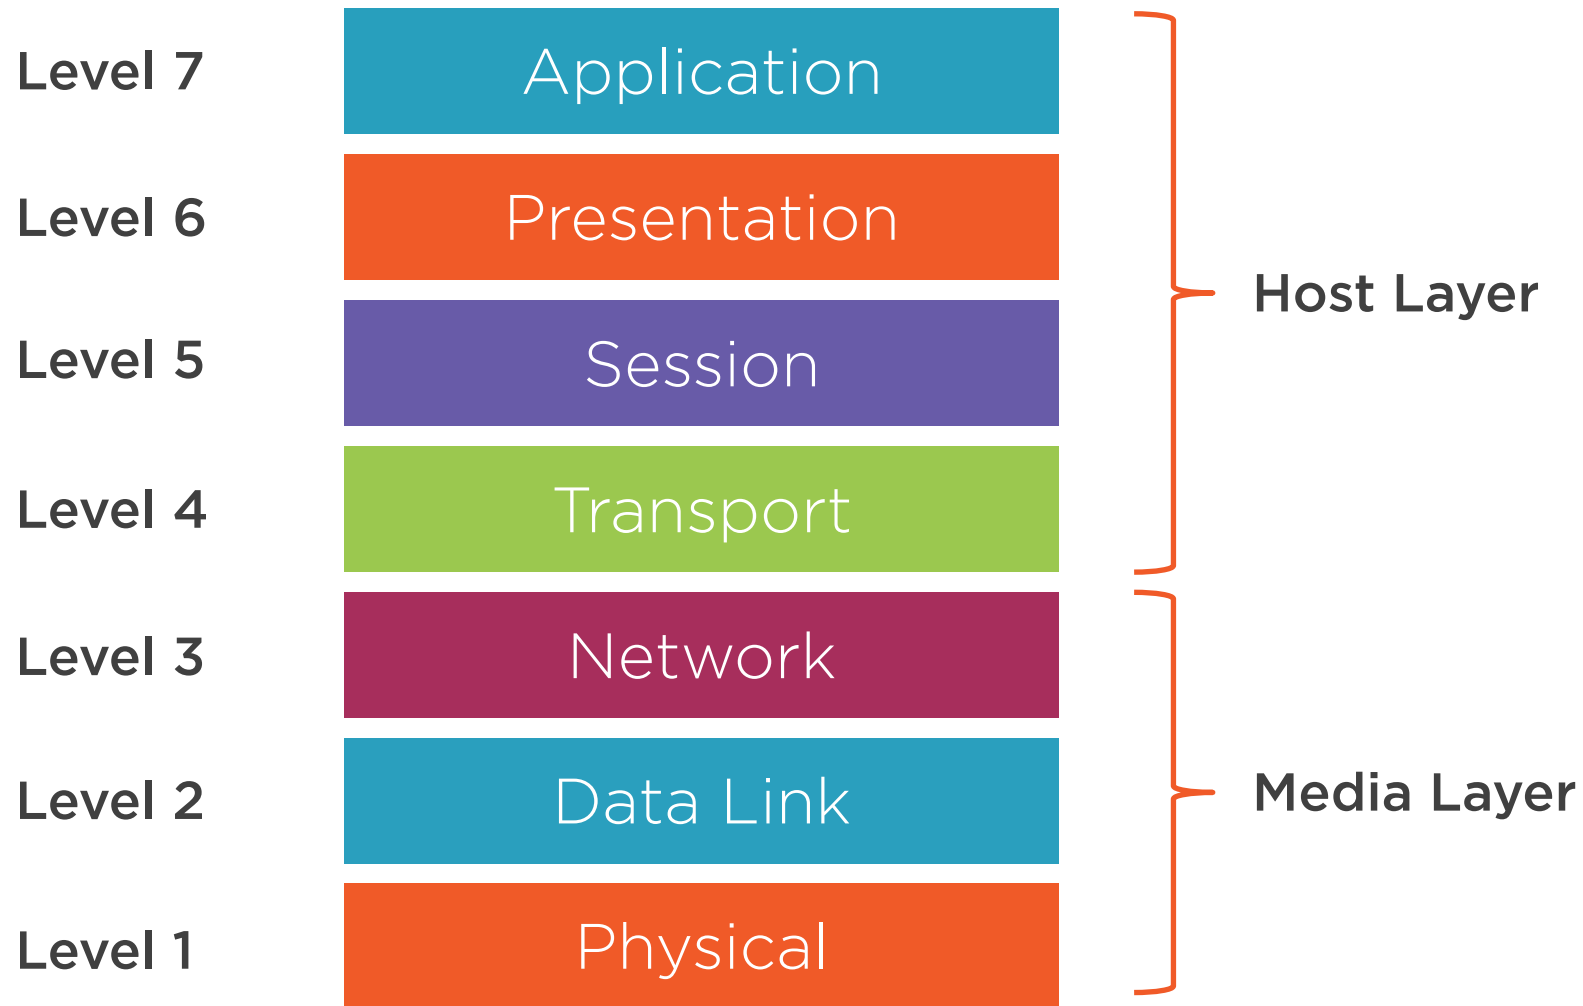 Level 7 Application
Level 6 Presentation
Host Layer
Level 5 Session
Level 4 Transport
Level 3 Network
Media Layer
Level 2 Data Link
Level 1 Physical